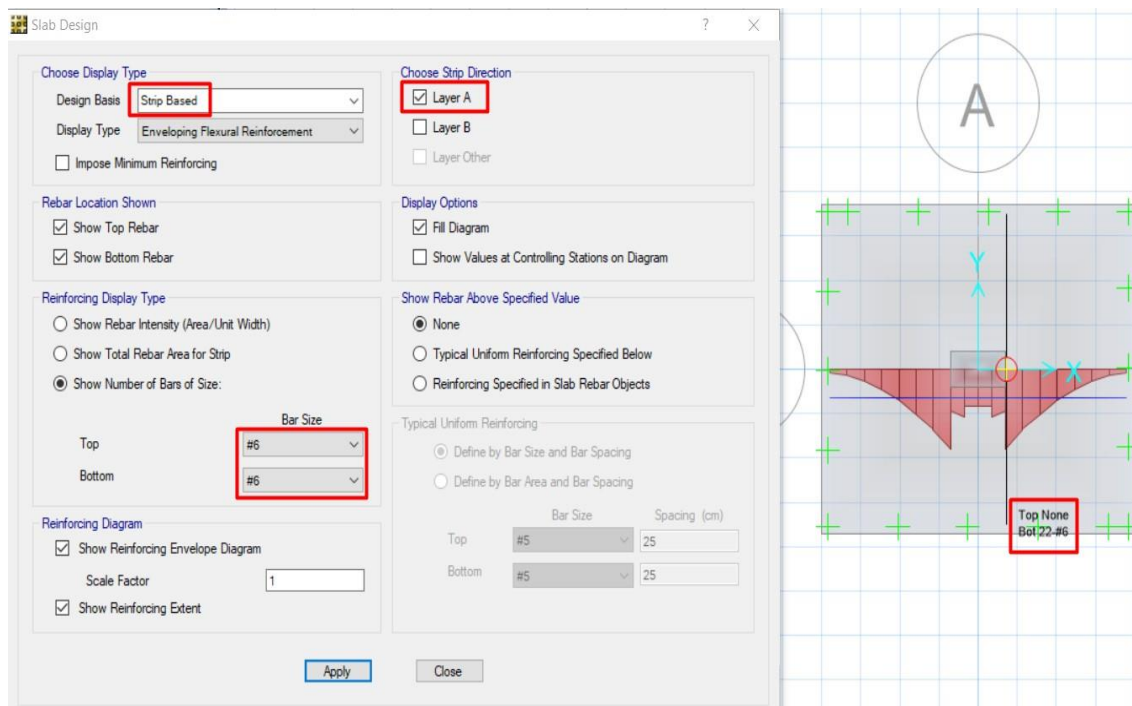 Slab Design
?
Choose Display Type
Design Basis
Strip Based
Display Type
Enveloping Flexural Reinforcement
Impose Minimum Reinforcing
Choose Strip Direction
Layer A
Layer B
Layer Other
Rebar Location Shown
Show Top Rebar
Show Bottom Rebar
Display Options
Fill Diagram
Show Values at Controlling Stations on Diagram
Reinforcing Display Type
Show Rebar Intensity (Area/Unit Width)
Show Total Rebar Area for Strip
Show Number of Bars of Size:
Bar Size
Top
#6
Bottom
#6
Show Rebar Above Specified Value
None
Typical Uniform Reinforcing Specified Below
Reinforcing Specified in Slab Rebar Objects
Typical Uniform Reinforcing
Define by Bar Size and Bar Spacing
Define by Bar Area and Bar Spacing
Bar Size Spacing (cm)
Top #5 25
Bottom #5 25
Reinforcing Diagram
Show Reinforcing Envelope Diagram
Scale Factor 1
Show Reinforcing Extent
Apply
Close
A
Y
X
Top None
Bot 22-#6